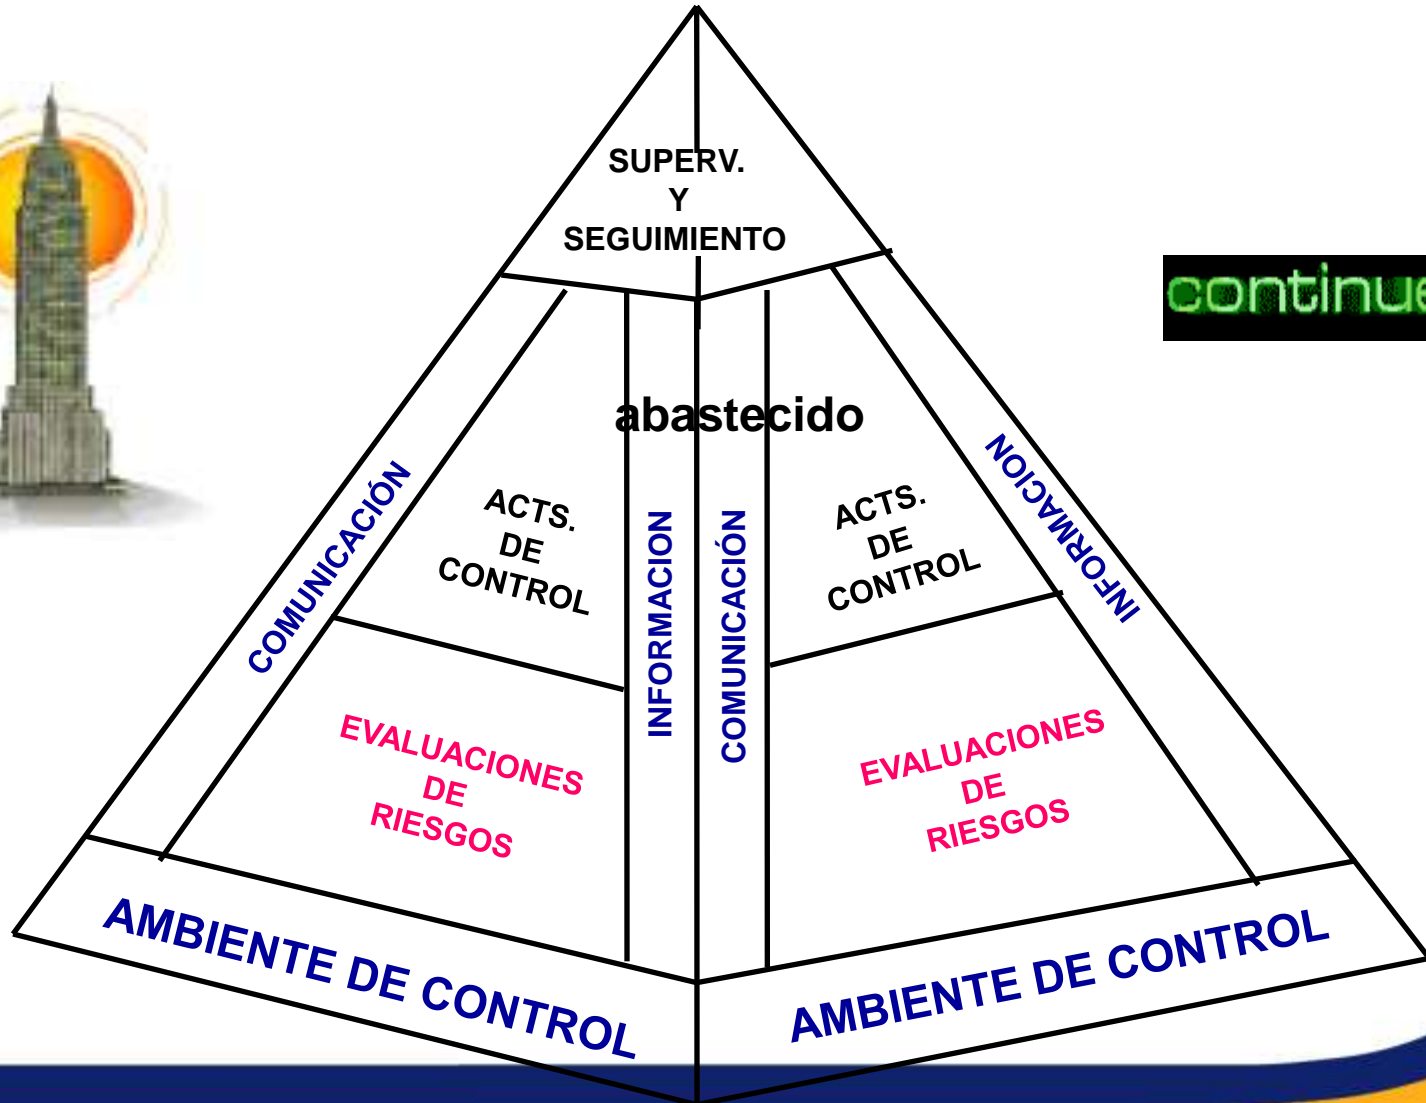 SUPERV.
Y
SEGUIMIENTO
continue
abastecido
COMUNICACIÓN
ACTS.
DE
CONTROL
INFORMACION
COMUNICACIÓN
ACTS.
DE
CONTROL
INFORMACION
EVALUACIONES
DE
RIESGOS
EVALUACIONES
DE
RIESGOS
AMBIENTE DE CONTROL
AMBIENTE DE CONTROL